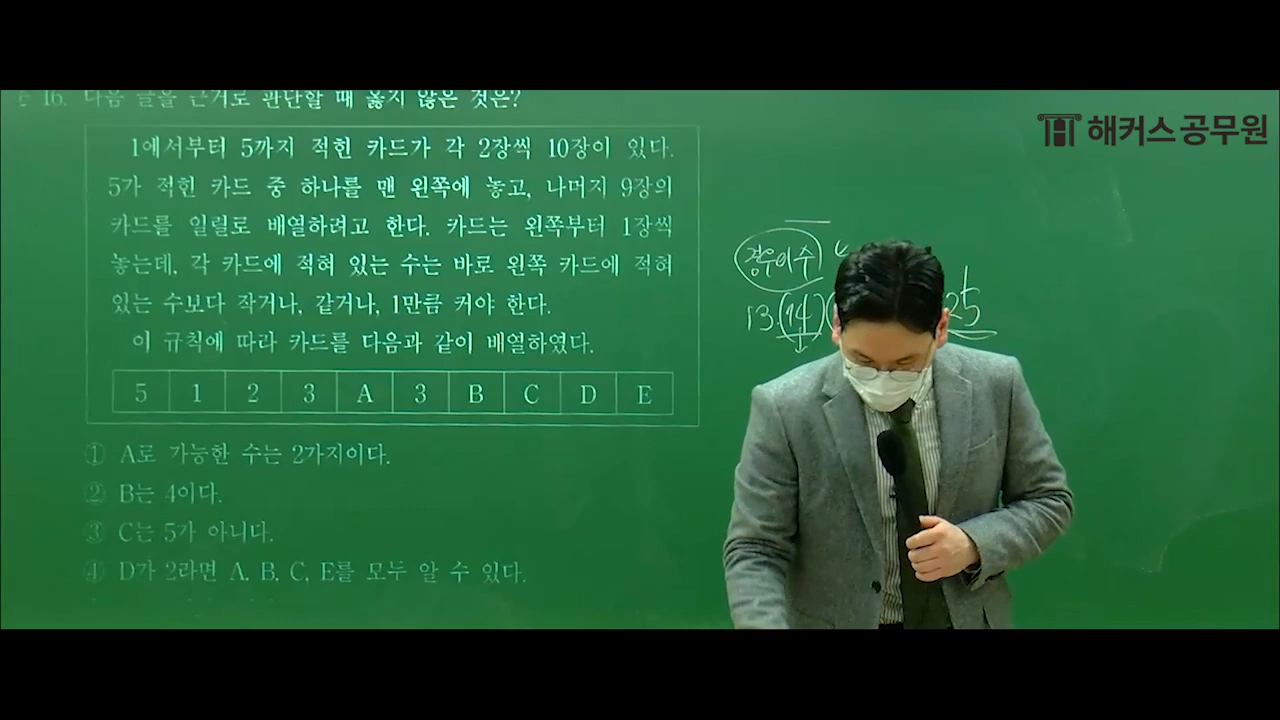 16. 다음 글을 근거로 판단할 때 옳지 않은 것은?
1에서부터 5까지 적힌 카드가 각 2장씩 10장이 있다.
5가 적힌 카드 중 하나를 맨 왼쪽에 놓고, 나머지 9장의
카드를 일렬로 배열하려고 한다. 카드는 왼쪽부터 1장씩
놓는데, 각 카드에 적혀 있는 수는 바로 왼쪽 카드에 적혀
있는 수보다 작거나, 같거나, 1만큼 커야 한다.
이 규칙에 따라 카드를 다음과 같이 배열하였다.
5 1 2 3 A 3 B C D E
① A로 가능한 수는 2가지이다.
② B는 4이다.
③ C는 5가 아니다.
④ D가 2라면 A, B, C, E를 모두 알 수 있다.
해커스 공무원
경우의 수
13. 14 25